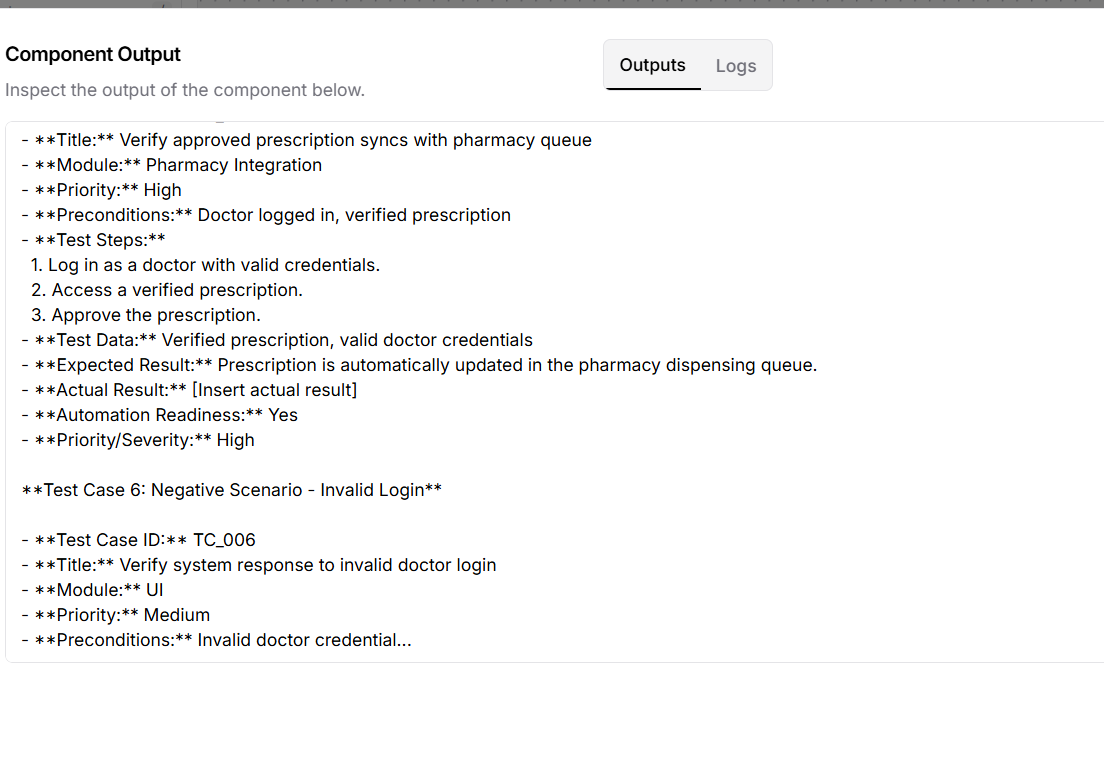 Component Output
Outputs
Logs
Inspect the output of the component below.
- **Title:** Verify approved prescription syncs with pharmacy queue
- **Module:** Pharmacy Integration
- **Priority:** High
- **Preconditions:** Doctor logged in, verified prescription
- **Test Steps:**
1. Log in as a doctor with valid credentials.
2. Access a verified prescription.
3. Approve the prescription.
- **Test Data:** Verified prescription, valid doctor credentials
- **Expected Result:** Prescription is automatically updated in the pharmacy dispensing queue.
- **Actual Result:** [Insert actual result]
- **Automation Readiness:** Yes
- **Priority/Severity:** High
**Test Case 6: Negative Scenario - Invalid Login**
- **Test Case ID:** TC_006
- **Title:** Verify system response to invalid doctor login
- **Module:** UI
- **Priority:** Medium
- **Preconditions:** Invalid doctor credential...